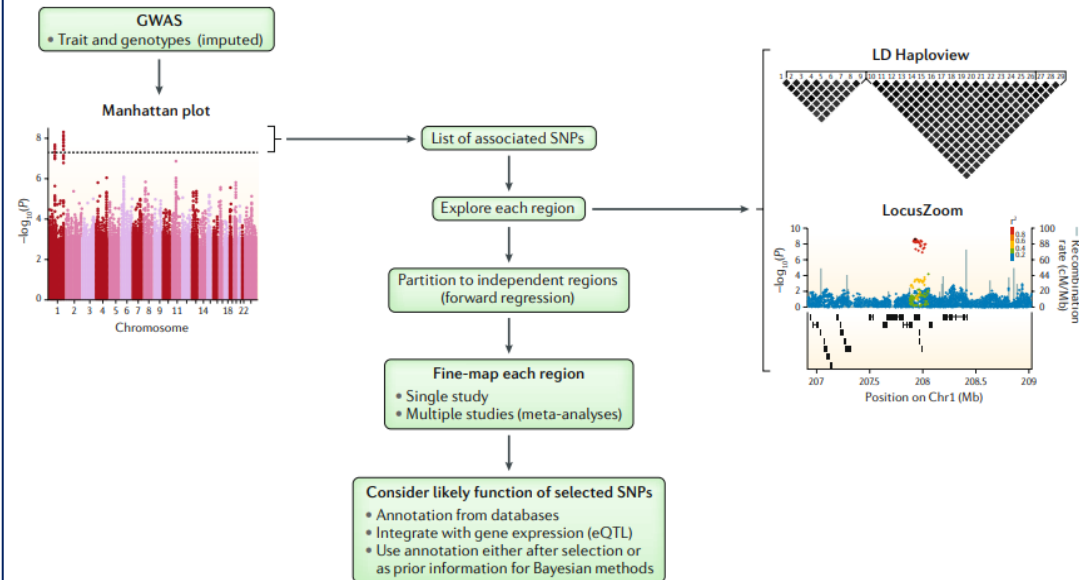 GWAS
• Trait and genotypes (imputed)
Manhattan plot
8
6
4
2
0
–log10(P)
1 2 3 4 5 6 7 8 9 11 14 18 22
Chromosome
List of associated SNPs
Explore each region
Partition to independent regions
(forward regression)
Fine-map each region
• Single study
• Multiple studies (meta-analyses)
Consider likely function of selected SNPs
• Annotation from databases
• Integrate with gene expression (eQTL)
• Use annotation either after selection or
as prior information for Bayesian methods
LD Haploview
1 2 3 4 5 6 7 8 9 10 11 12 13 14 15 16 17 18 19 20 21 22 23 24 25 26 27 28 29
LocusZoom
10
8
6
4
2
0
–log10(P)
r2
0.8
0.6
0.4
0.2
100
88
60
44
20
0
Recombination
rate (cM/Mb)
207 207.5 208 208.5 209
Position on Chr1 (Mb)